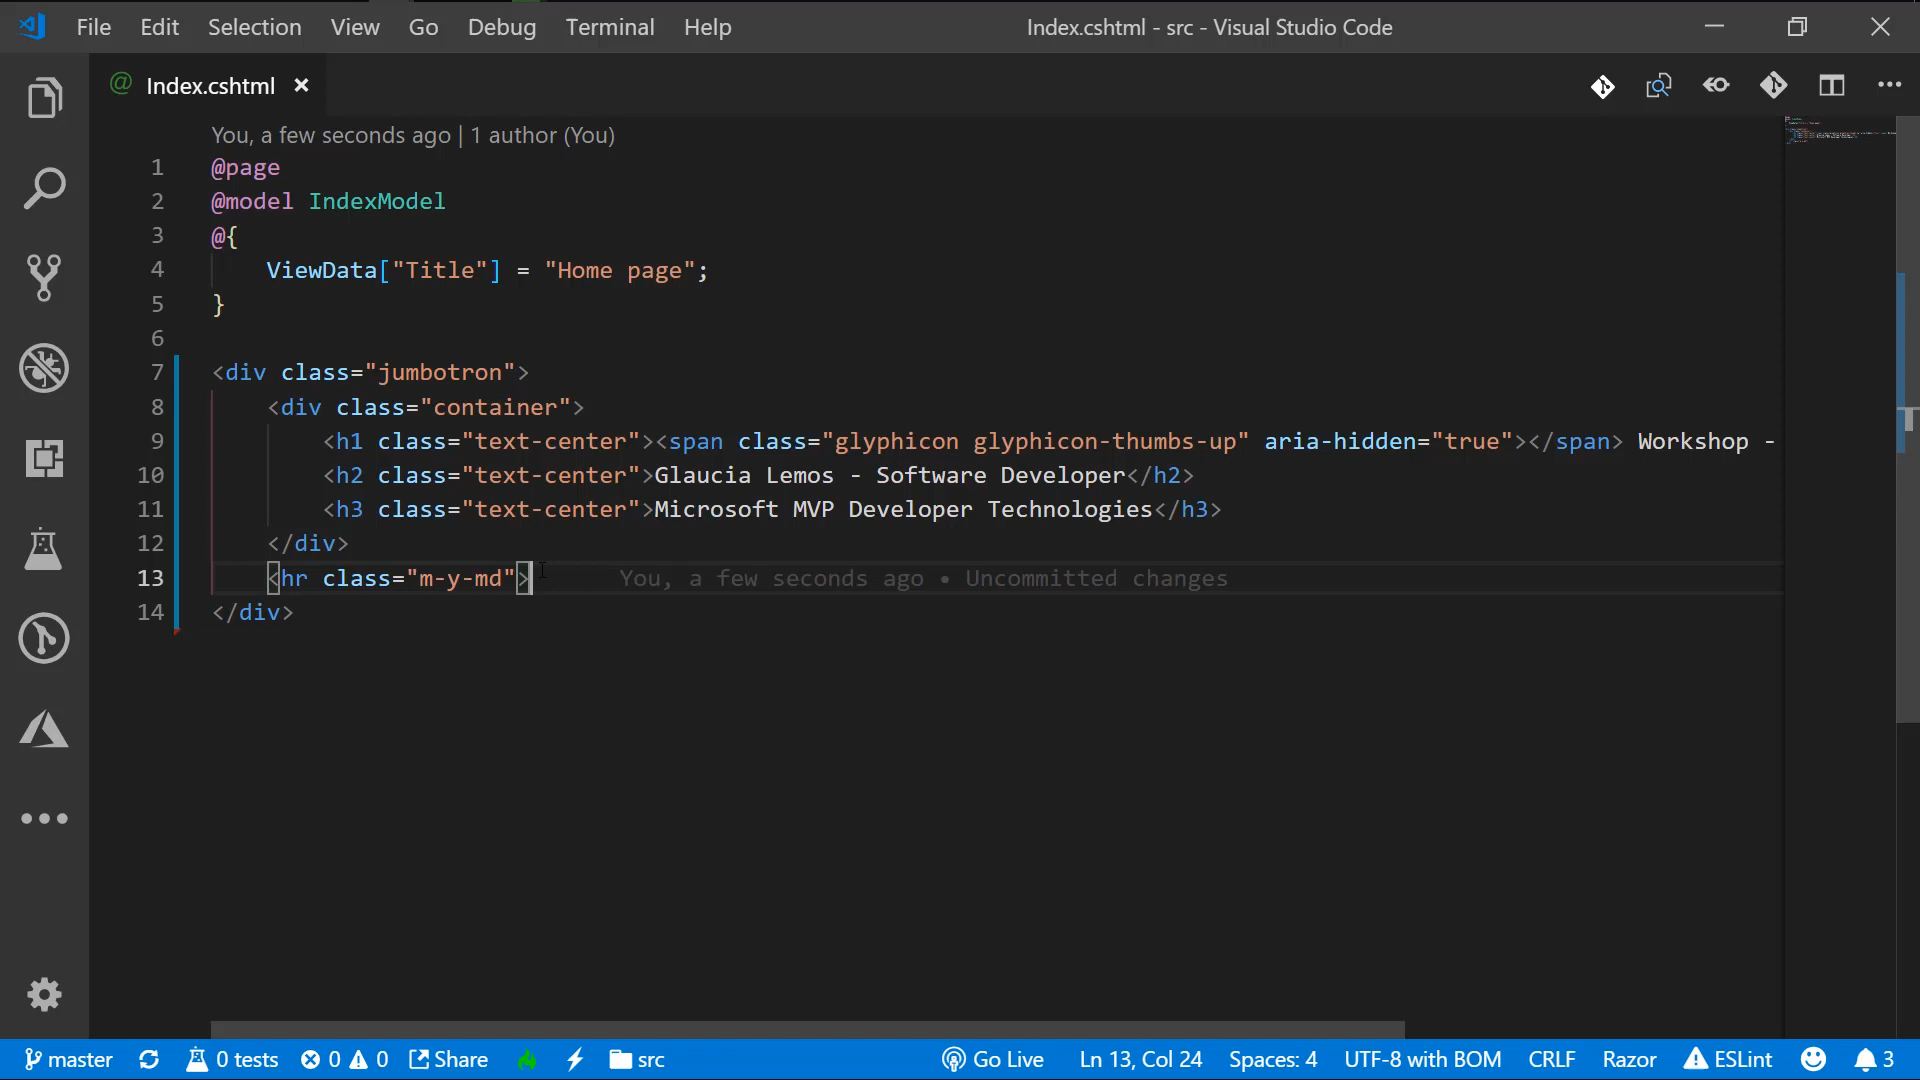 File Edit Selection View Go Debug Terminal Help Index.cshtml - src - Visual Studio Code
@ Index.cshtml
You, a few seconds ago | 1 author (You)
1 @page
2 @model IndexModel
3 @{
4 ViewData["Title"] = "Home page";
5 }
6
7 <div class="jumbotron">
8 <div class="container">
9 <h1 class="text-center"><span class="glyphicon glyphicon-thumbs-up" aria-hidden="true"></span> Workshop -
10 <h2 class="text-center">Glaucia Lemos - Software Developer</h2>
11 <h3 class="text-center">Microsoft MVP Developer Technologies</h3>
12 </div>
13 <hr class="m-y-md"> You, a few seconds ago • Uncommitted changes
14 </div>
master 0 tests 0 0 Share src Go Live Ln 13, Col 24 Spaces: 4 UTF-8 with BOM CRLF Razor ESLint 3